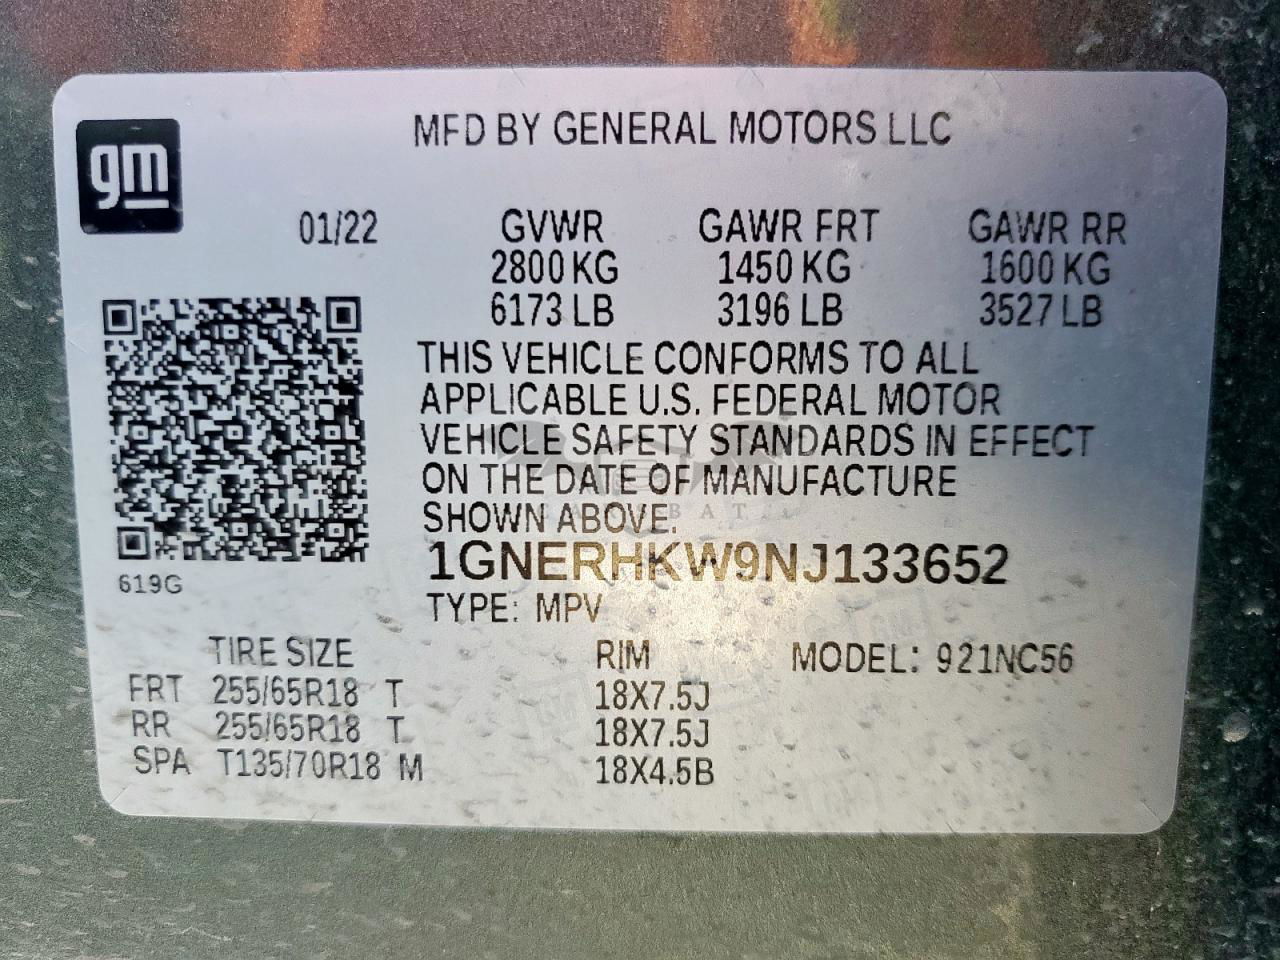 gm
MFD BY GENERAL MOTORS LLC
01/22 GVWR GAWR FRT GAWR RR
2800 KG 1450 KG 1600 KG
6173 LB 3196 LB 3527 LB
THIS VEHICLE CONFORMS TO ALL
APPLICABLE U.S. FEDERAL MOTOR
VEHICLE SAFETY STANDARDS IN EFFECT
ON THE DATE OF MANUFACTURE
SHOWN ABOVE.
1GNERHKW9NJ133652
619G
TYPE: MPV
TIRE SIZE RIM MODEL: 921NC56
FRT 255/65R18 T 18X7.5J
RR 255/65R18 T 18X7.5J
SPA T135/70R18 M 18X4.5B